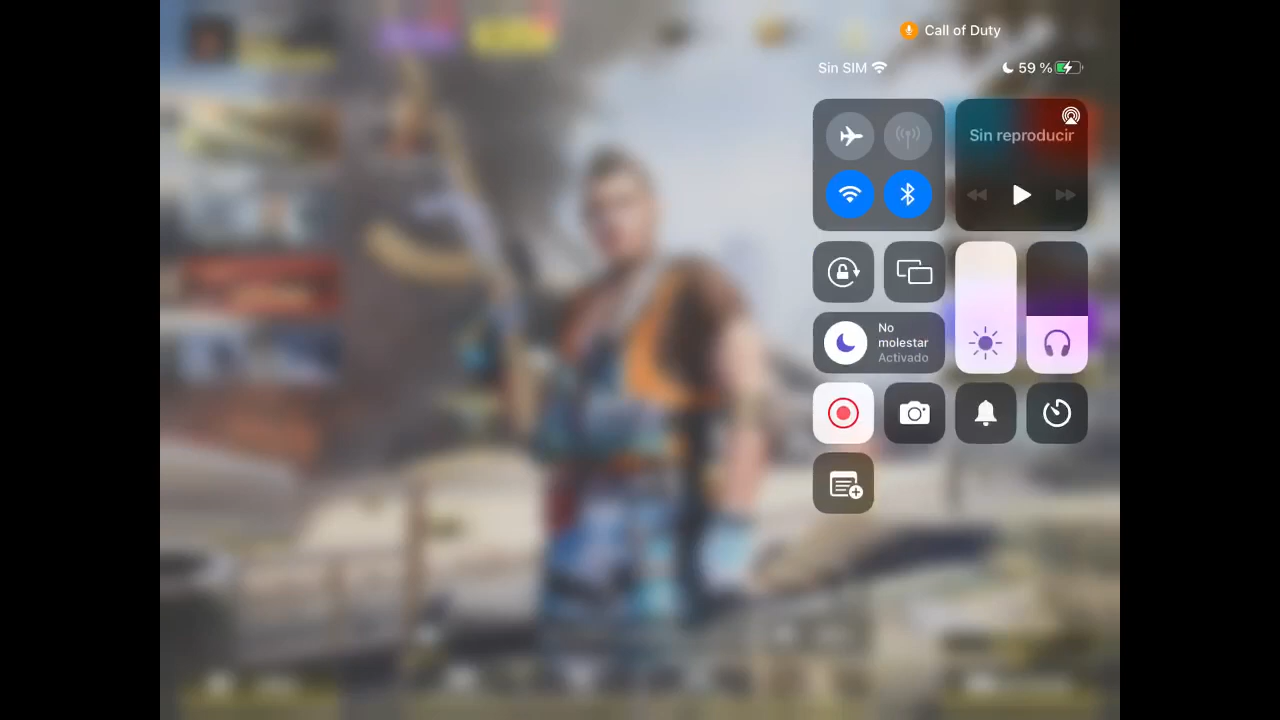 Call of Duty
Sin SIM
59 %
Sin reproducir
No
molestar
Activado